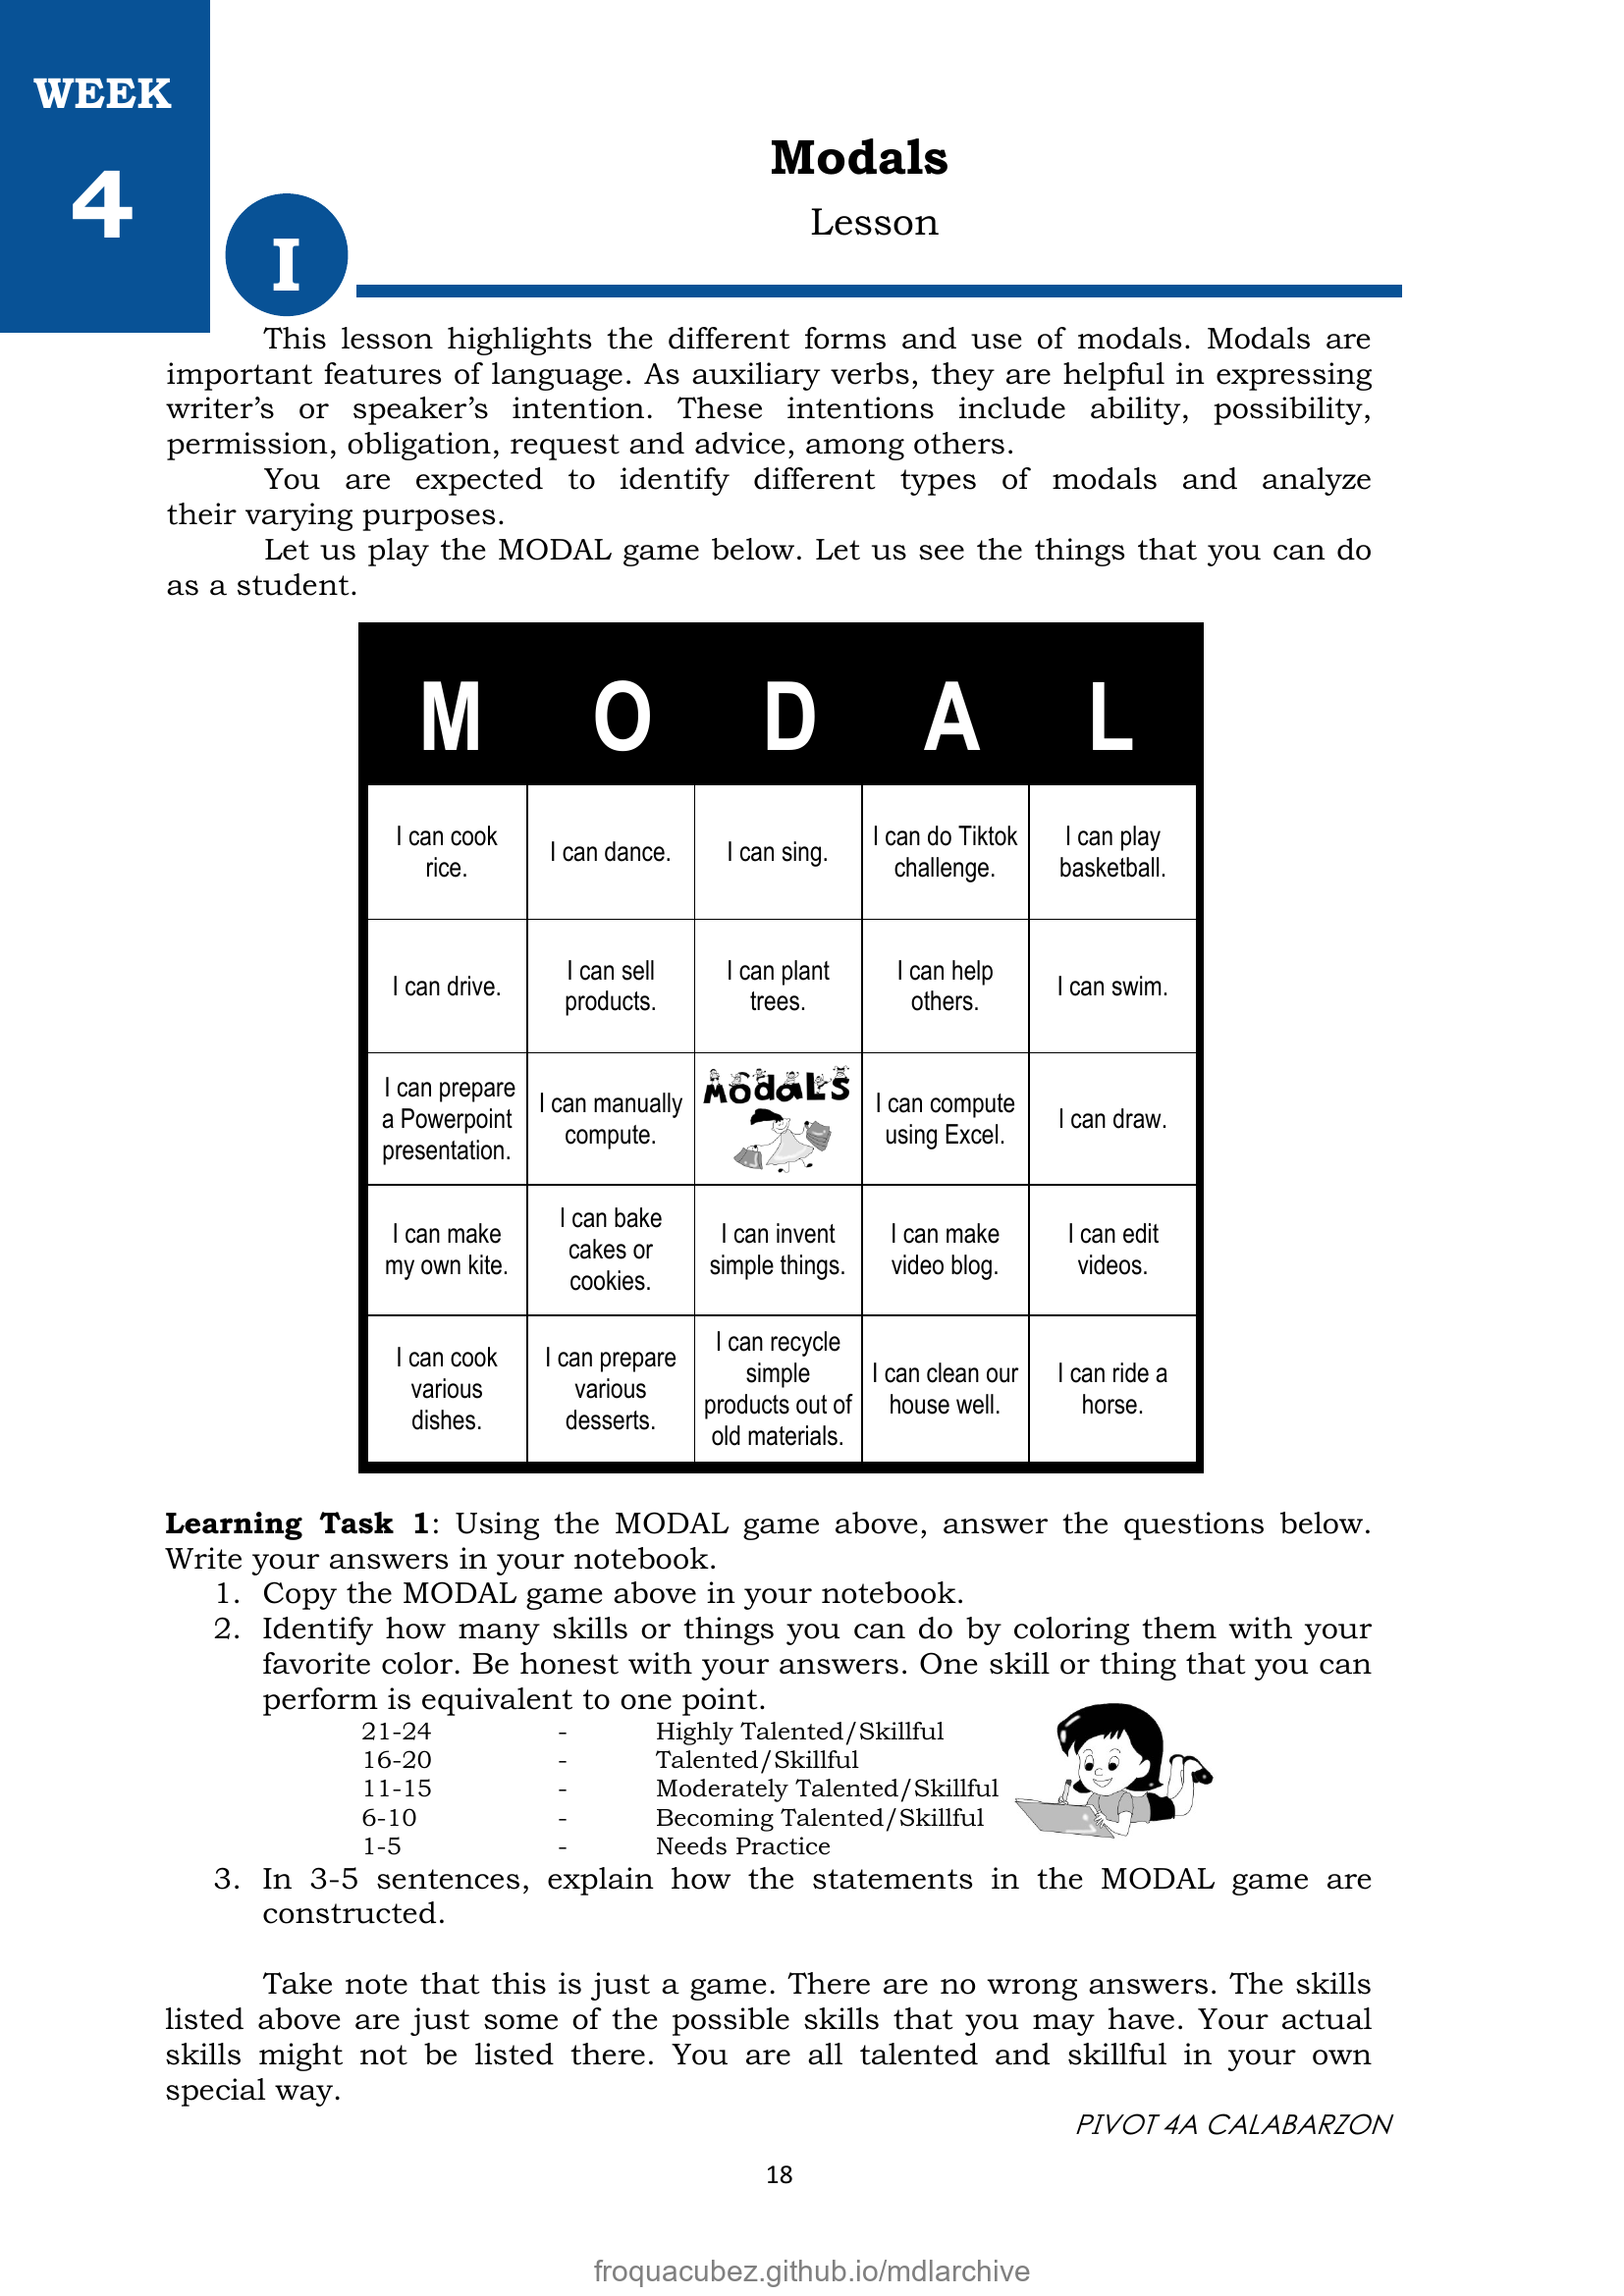 WEEK
4
I
Modals
Lesson
This lesson highlights the different forms and use of modals. Modals are
important features of language. As auxiliary verbs, they are helpful in expressing
writer's or speaker's intention. These intentions include ability, possibility,
permission, obligation, request and advice, among others.
You are expected to identify different types of modals and analyze
their varying purposes.
Let us play the MODAL game below. Let us see the things that you can do
as a student.
M O D A L
I can cook
rice.
I can dance.
I can sing.
I can do Tiktok
challenge.
I can play
basketball.
I can drive.
I can sell
products.
I can plant
trees.
I can help
others.
I can swim.
I can prepare
a Powerpoint
presentation.
I can manually
compute.
Modals
I can compute
using Excel.
I can draw.
I can make
my own kite.
I can bake
cakes or
cookies.
I can invent
simple things.
I can make
video blog.
I can edit
videos.
I can cook
various
dishes.
I can prepare
various
desserts.
I can recycle
simple
products out of
old materials.
I can clean our
house well.
I can ride a
horse.
Learning Task 1: Using the MODAL game above, answer the questions below.
Write your answers in your notebook.
1. Copy the MODAL game above in your notebook.
2. Identify how many skills or things you can do by coloring them with your
favorite color. Be honest with your answers. One skill or thing that you can
perform is equivalent to one point.
21-24 - Highly Talented/Skillful
16-20 - Talented/Skillful
11-15 - Moderately Talented/Skillful
6-10 - Becoming Talented/Skillful
1-5 - Needs Practice
3. In 3-5 sentences, explain how the statements in the MODAL game are
constructed.
Take note that this is just a game. There are no wrong answers. The skills
listed above are just some of the possible skills that you may have. Your actual
skills might not be listed there. You are all talented and skillful in your own
special way.
PIVOT 4A CALABARZON
18
froquacubez.github.io/mdlarchive